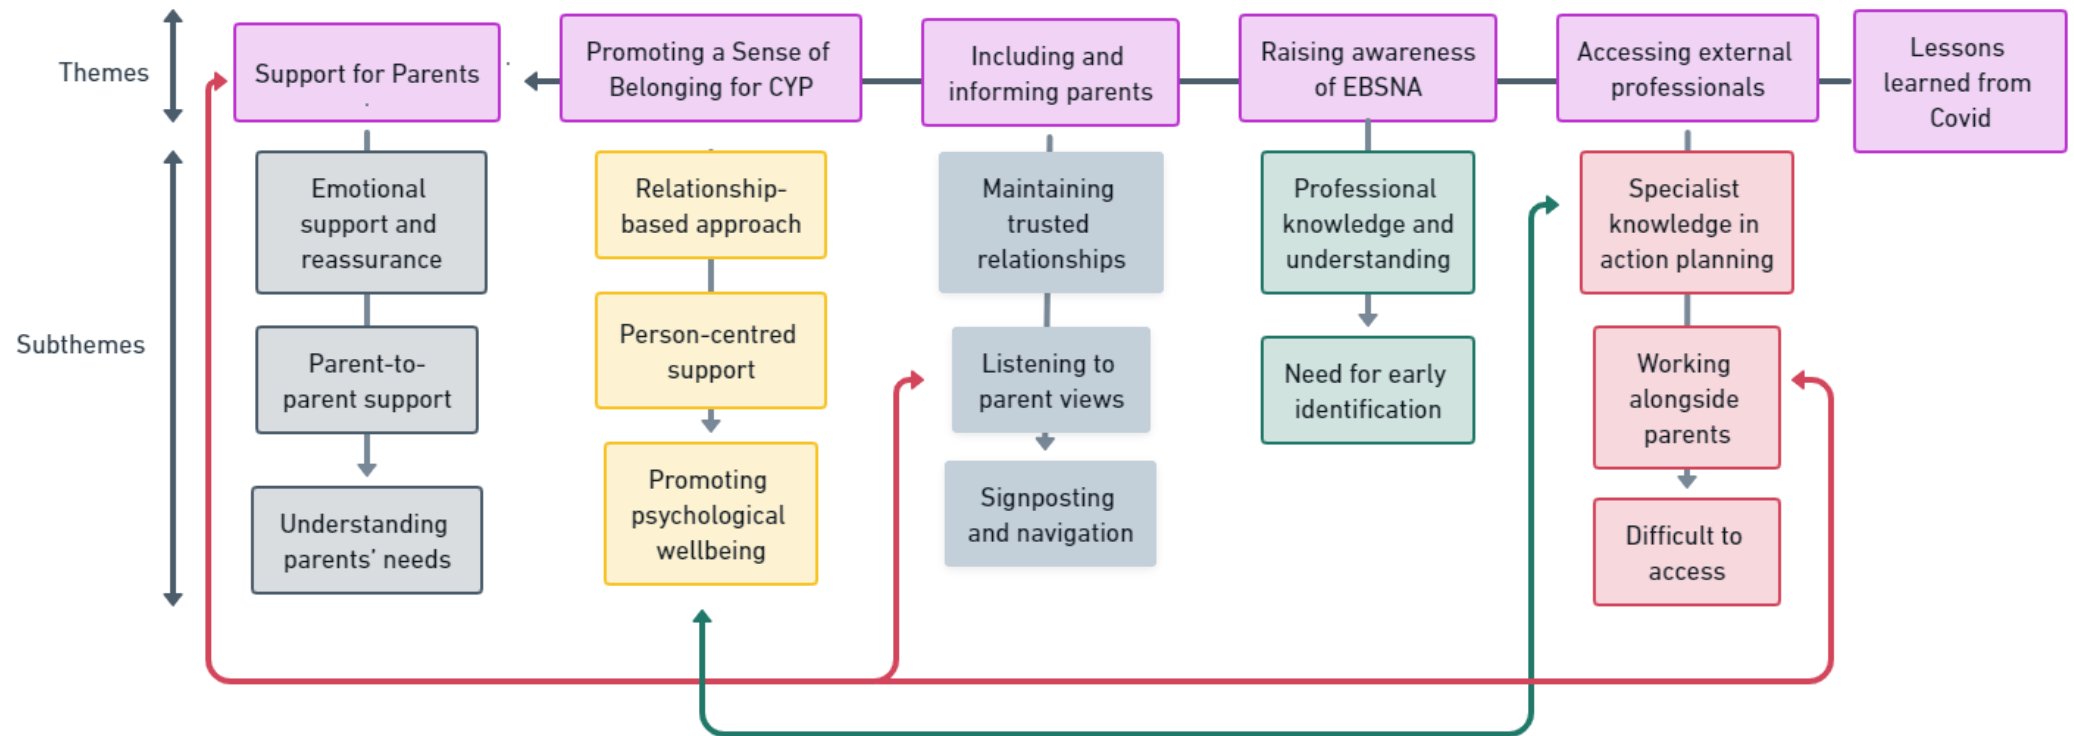 Themes
Support for Parents
Promoting a Sense of
Belonging for CYP
Including and
informing parents
Raising awareness
of EBSNA
Accessing external
professionals
Lessons
learned from
Covid
Subthemes
Emotional
support and
reassurance
Parent-to-
parent support
Understanding
parents’ needs
Relationship-
based approach
Person-centred
support
Promoting
psychological
wellbeing
Maintaining
trusted
relationships
Listening to
parent views
Signposting
and navigation
Professional
knowledge and
understanding
Need for early
identification
Specialist
knowledge in
action planning
Working
alongside
parents
Difficult to
access